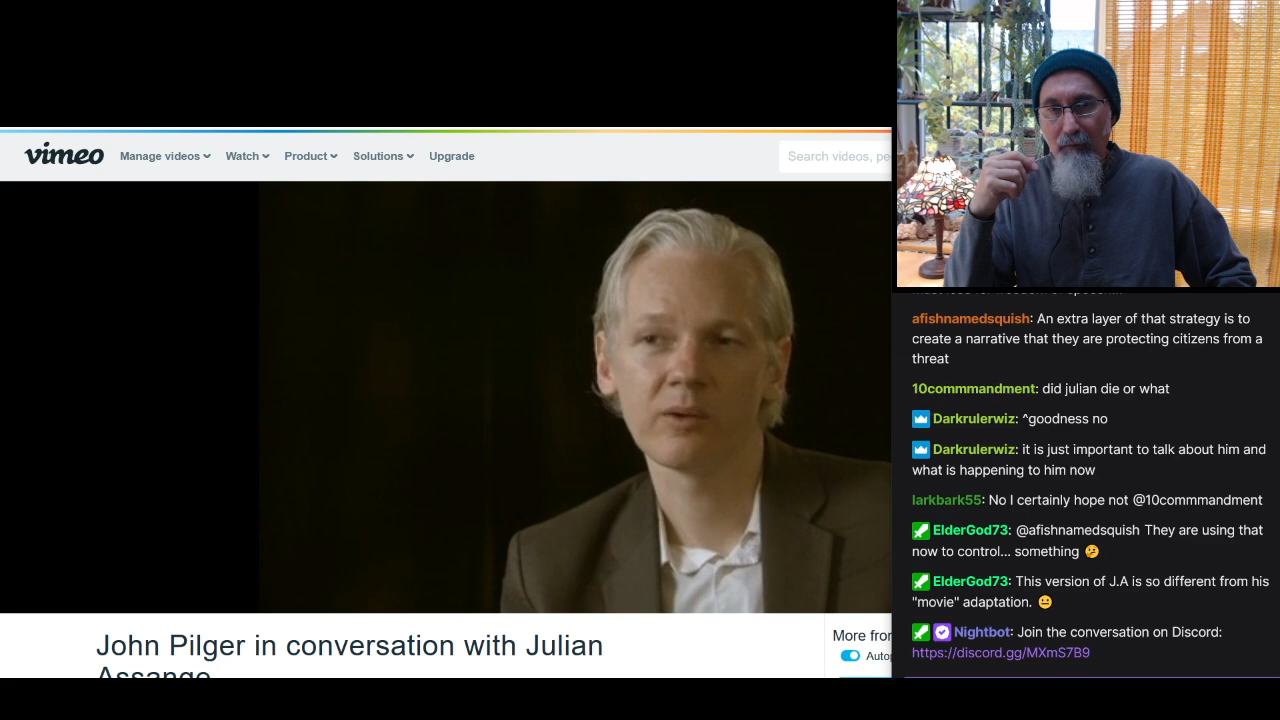 vimeo
Manage videos
Watch
Product
Solutions
Upgrade
Search videos, pe
John Pilger in conversation with Julian
Assange
More from
Autop
afishnamedsquish: An extra layer of that strategy is to
create a narrative that they are protecting citizens from a
threat
10commmandment: did julian die or what
Darkrulerwiz: ^goodness no
Darkrulerwiz: it is just important to talk about him and
what is happening to him now
larkbark55: No I certainly hope not @10commmandment
ElderGod73: @afishnamedsquish They are using that
now to control... something 🤔
ElderGod73: This version of J.A is so different from his
"movie" adaptation. 😐
Nightbot: Join the conversation on Discord:
https://discord.gg/MXmS7B9